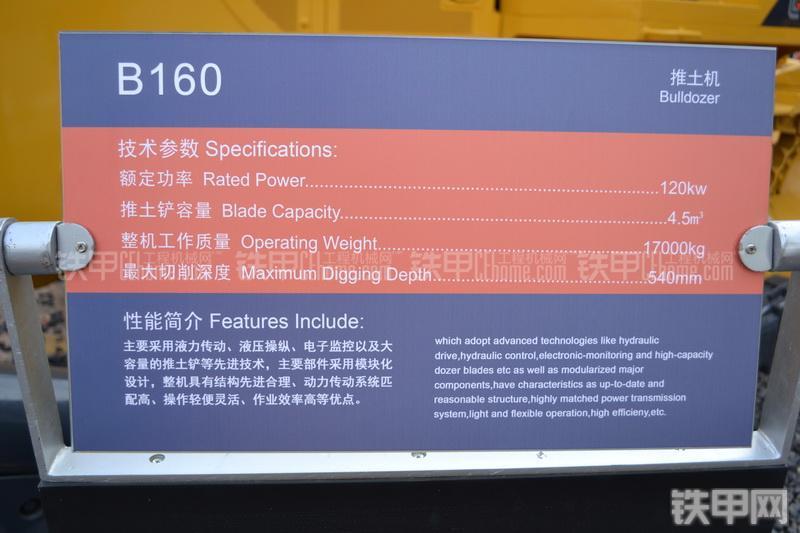 B160
推土机
Bulldozer
技术参数 Specifications:
额定功率 Rated Power......120kw
推土铲容量 Blade Capacity......4.5m³
整机工作质量 Operating Weight......17000kg
最大切削深度 Maximum Digging Depth......540mm
性能简介 Features Include:
主要采用液力传动、液压操纵、电子监控以及大
容量的推土铲等先进技术，主要部件采用模块化
设计，整机具有结构先进合理、动力传动系统匹
配高、操作轻便灵活、作业效率高等优点。
which adopt advanced technologies like hydraulic
drive,hydraulic control,electronic-monitoring and high-capacity
dozer blades etc as well as modularized major
components,have characteristics as up-to-date and
reasonable structure,highly matched power transmission
system,light and flexible operation,high efficieny,etc.
铁甲网